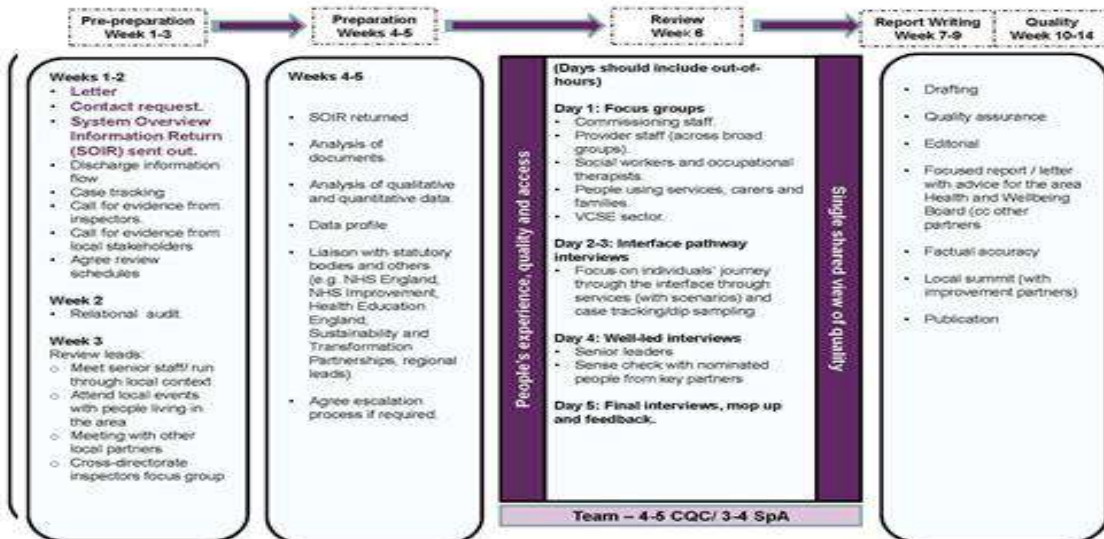 Pre-preparation
Week 1-3
Preparation
Weeks 4-5
Review
Week 6
Report Writing
Week 7-9
Quality
Week 10-14
Weeks 1-2
• Letter
• Contact request.
• System Overview
Information Return
(SOIR) sent out.
• Discharge information
flow
• Case tracking
• Call for evidence from
inspectors.
• Call for evidence from
local stakeholders
• Agree review
schedules
Week 2
• Relational audit.
Week 3
Review leads:
o Meet senior staff/ run
through local context
o Attend local events
with people living in
the area
o Meeting with other
local partners
o Cross-directorate
inspectors focus group
Weeks 4-5
• SOIR returned
• Analysis of
documents.
• Analysis of qualitative
and quantitative data.
• Data profile
• Liaison with statutory
bodies and others
(e.g. NHS England,
NHS Improvement,
Health Education
England,
Sustainability and
Transformation
Partnerships, regional
leads)
• Agree escalation
process if required.
People's experience, quality and access
(Days should include out-of-
hours)
Day 1: Focus groups
• Commissioning staff.
• Provider staff (across broad
groups).
• Social workers and occupational
therapists.
• People using services, carers and
families.
• VCSE sector.
Day 2-3: Interface pathway
interviews
• Focus on individuals' journey
through the interface through
services (with scenarios) and
case tracking/dip sampling
Day 4: Well-led interviews
• Senior leaders
• Sense check with nominated
people from key partners
Day 5: Final interviews, mop up
and feedback.
Single shared view of quality
Team – 4-5 CQC/ 3-4 SpA
• Drafting
• Quality assurance
• Editorial
• Focused report / letter
with advice for the area
Health and Wellbeing
Board (cc other
partners
• Factual accuracy
• Local summit (with
improvement partners)
• Publication